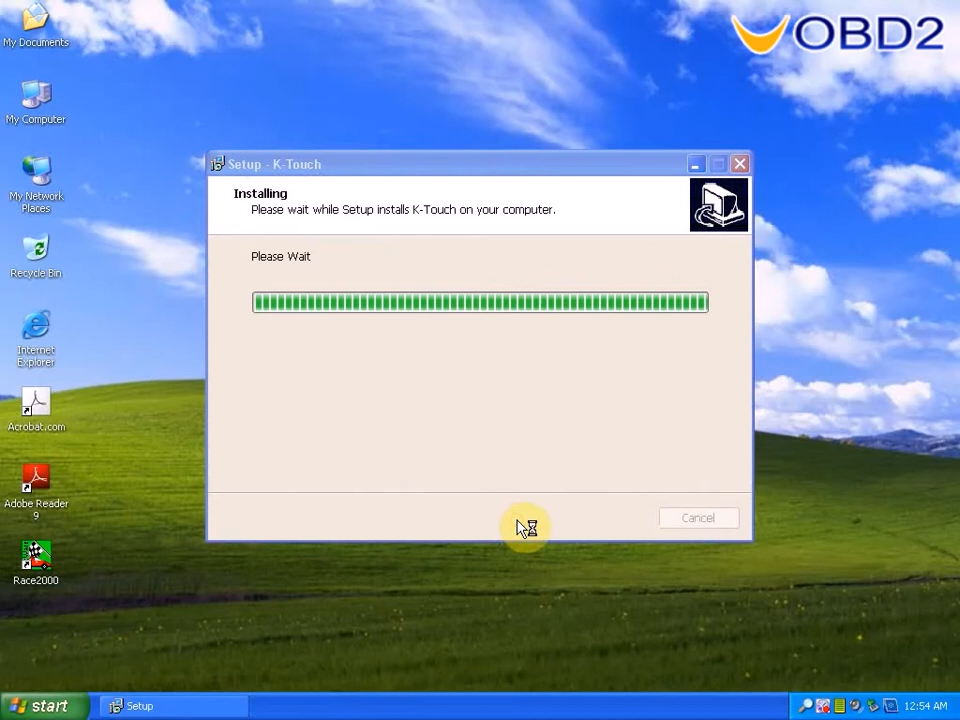 My Documents
OBD2
My Computer
My Network
Places
Recycle Bin
Internet
Explorer
Acrobat.com
Adobe Reader
9
Race2000
Setup - K-Touch
Installing
Please wait while Setup installs K-Touch on your computer.
Please Wait
Cancel
start
Setup
12:54 AM